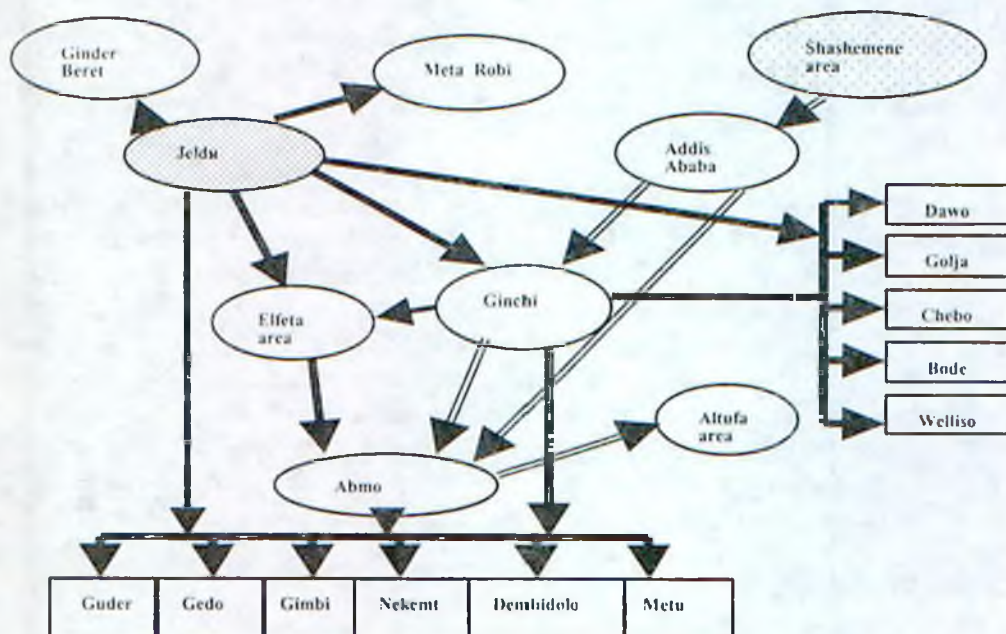 Ginder
Beret
Meta Robi
Shashemene
area
Jeldu
Addis
Ababa
Dawo
Golja
Ginchi
Elfeta
area
Chebo
Bode
Altufa
area
Welliso
Abmo
Guder
Gedo
Gimbi
Nekemt
Dembidolo
Metu